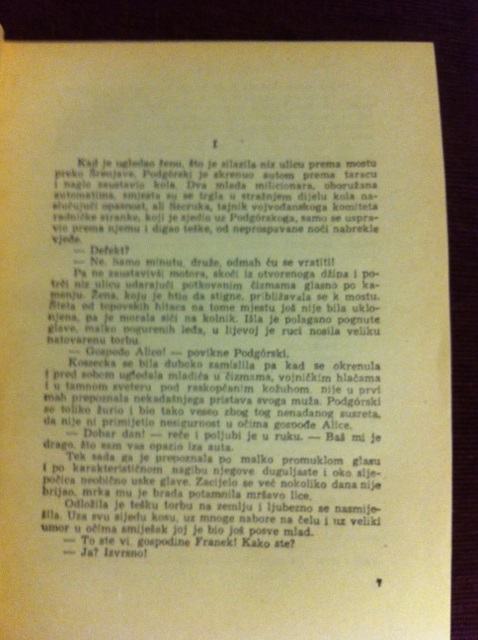 I
Kad je ugledao ženu, što je silazila niz ulicu prema mostu
preko Šrenjave, Podgórski je skrenuo autom prema taracu
i naglo zaustavio kola. Dva mlada milicionara, oboružana
automatima, smjesta su se trgla u stražnjem dijelu kola na-
slućujući opasnost, ali Szczuka, tajnik vojvođanskoga komiteta
radničke stranke, koji je sjedio uz Podgórskoga, samo se uspra-
vio prema njemu i digao teške, od neprospavane noći nabrekle
vjeđe.
— Defekt?
— Ne. Samo minutu, druže, odmah ću se vratiti!
Pa ne zaustavivši motora, skoči iz otvorenoga džipa i po-
trči niz ulicu udarajući potkovanim čizmama glasno po ka-
menju. Žena, koju je htio da stigne, približavala se k mostu.
Šteta od topovskih hitaca na tome mjestu još nije bila uklo-
njena, pa je morala sići na kolnik. Išla je polagano pognute
glave, malko pogurenih leđa, u lijevoj je ruci nosila veliku
natovarenu torbu.
— Gospođo Alice! — povikne Podgórski.
Kossecka se bila duboko zamislila pa kad se okrenula
i pred sobom ugledala mladića u čizmama, vojničkim hlačama
i u tamnom sveteru pod raskopčanim kožuhom, nije u prvi
mah prepoznala nekadašnjega pristava svoga muža. Podgórski
se toliko žurio i bio tako veseo zbog tog nenadanog susreta,
da nije ni primijetio nesigurnost u očima gospođe Alice.
— Dobar dan! — reče i poljubi je u ruku. — Baš mi je
drago, što sam vas opazio iz auta.
Tek sada ga je prepoznala po malko promuklom glasu
i po karakterističnom nagibu njegove duguljaste i oko slje-
počica neobično uske glave. Zacijelo se već nekoliko dana nije
brijao, mrka mu je brada potamnila mršavo lice.
Odložila je tešku torbu na zemlju i ljubezno se nasmije-
šila. Uza svu sijedu kosu, uz mnoge nabore na čelu i uz veliki
umor u očima smiješak joj je bio još posve mlad.
— To ste vi, gospodine Franek! Kako ste?
— Ja? Izvrsno!
7